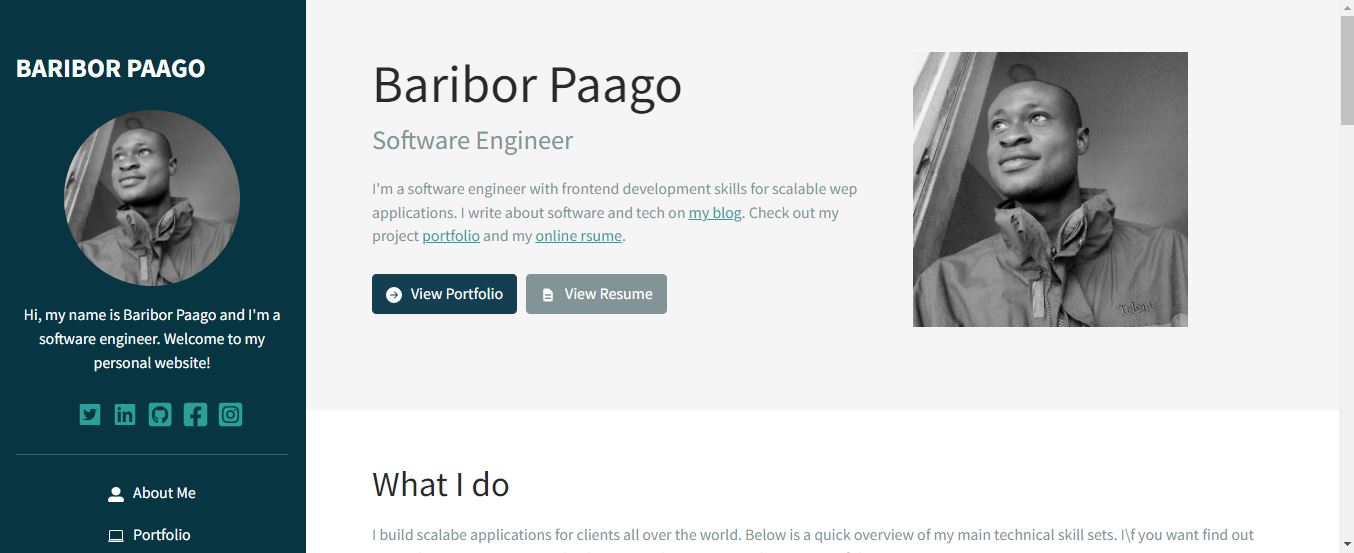 BARIBOR PAAGO
Hi, my name is Baribor Paago and I'm a
software engineer. Welcome to my
personal website!
About Me
Portfolio
Baribor Paago
Software Engineer
I'm a software engineer with frontend development skills for scalable wep
applications. I write about software and tech on my blog. Check out my
project portfolio and my online rsume.
View Portfolio
View Resume
Talent
What I do
I build scalabe applications for clients all over the world. Below is a quick overview of my main technical skill sets. I\f you want find out